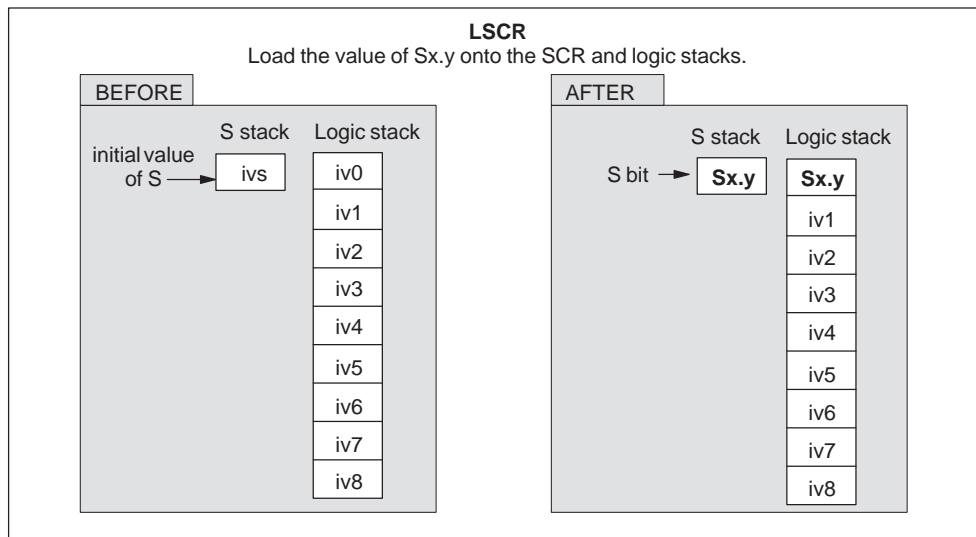 LSCR
Load the value of Sx.y onto the SCR and logic stacks.
BEFORE
S stack Logic stack
initial value
of S
ivs
iv0
iv1
iv2
iv3
iv4
iv5
iv6
iv7
iv8
AFTER
S stack Logic stack
S bit
Sx.y
Sx.y
iv1
iv2
iv3
iv4
iv5
iv6
iv7
iv8